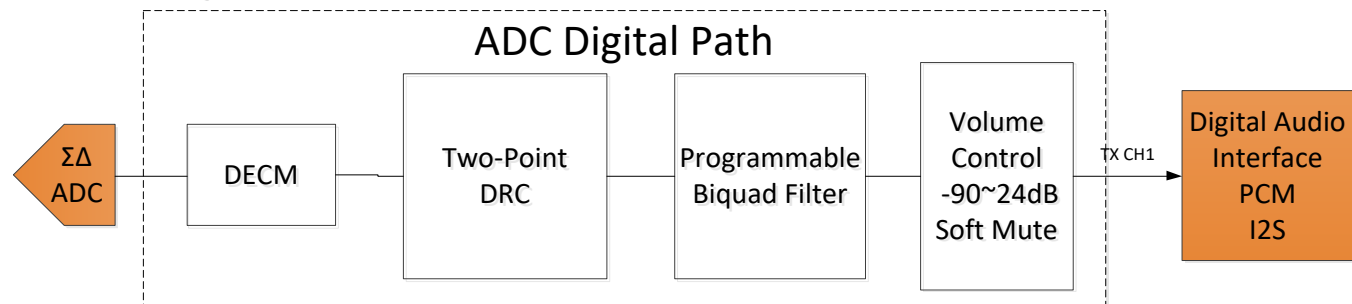 ADC Digital Path
ΣΔ
ADC
DECM
Two-Point
DRC
Programmable
Biquad Filter
Volume
Control
-90~24dB
Soft Mute
TX CH1
Digital Audio
Interface
PCM
I2S